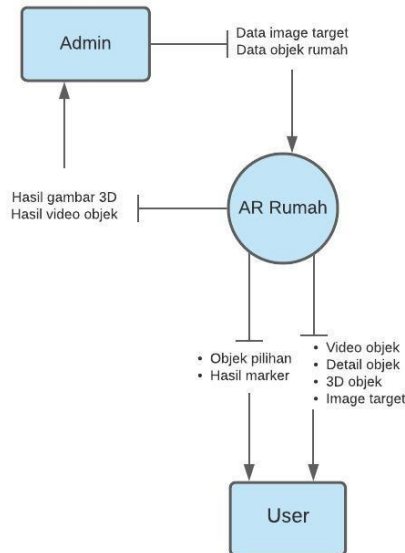 Admin
Data image target
Data objek rumah
Hasil gambar 3D
Hasil video objek
AR Rumah
• Objek pilihan
• Hasil marker
• Video objek
• Detail objek
• 3D objek
• Image target
User